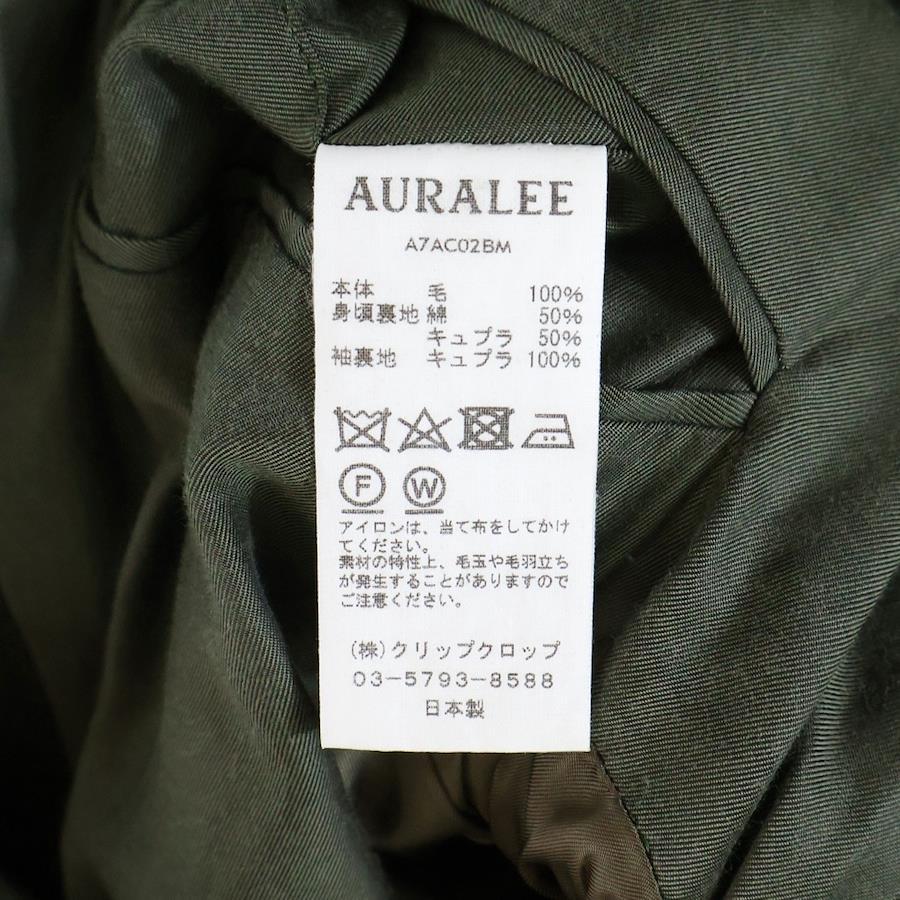 AURALEE
A7AC02BM
本体 毛 100%
身頃裏地 綿 50%
キュプラ 50%
袖裏地 キュプラ 100%
F W
アイロンは、当て布をしてかけ
てください。
素材の特性上、毛玉や毛羽立ち
が発生することがありますので
ご注意ください。
(株)クリップクロップ
03-5793-8588
日本製